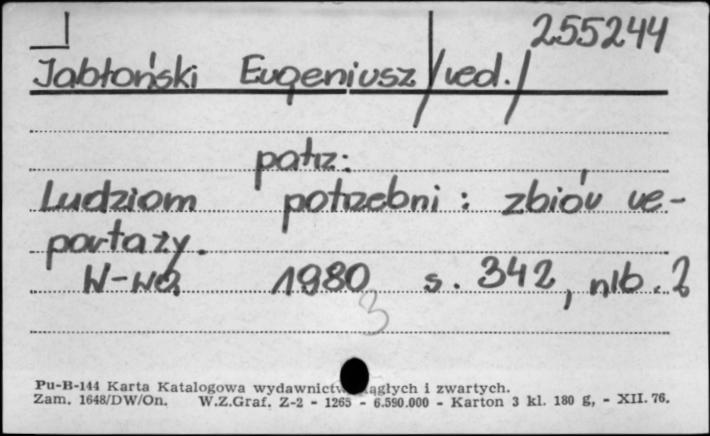 255244
Jabłoński Eugeniusz /red./
patrz:
Ludziom potrzebni : zbiór re-
portaży.
W-wa 1980 s. 342, nlb. 2
3
Pu-B-144 Karta Katalogowa wydawnictw ciągłych i zwartych.
Zam. 1648/DW/On. W.Z.Graf. Z-2 - 1265 - 6.590.000 - Karton 3 kl. 180 g, - XII. 76.